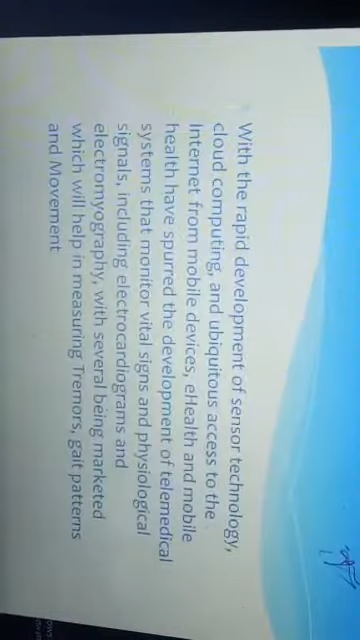 With the rapid development of sensor technology,
cloud computing, and ubiquitous access to the
Internet from mobile devices, eHealth and mobile
health have spurred the development of telemedical
systems that monitor vital signs and physiological
signals, including electrocardiograms and
electromyography, with several being marketed
which will help in measuring Tremors, gait patterns
and Movement